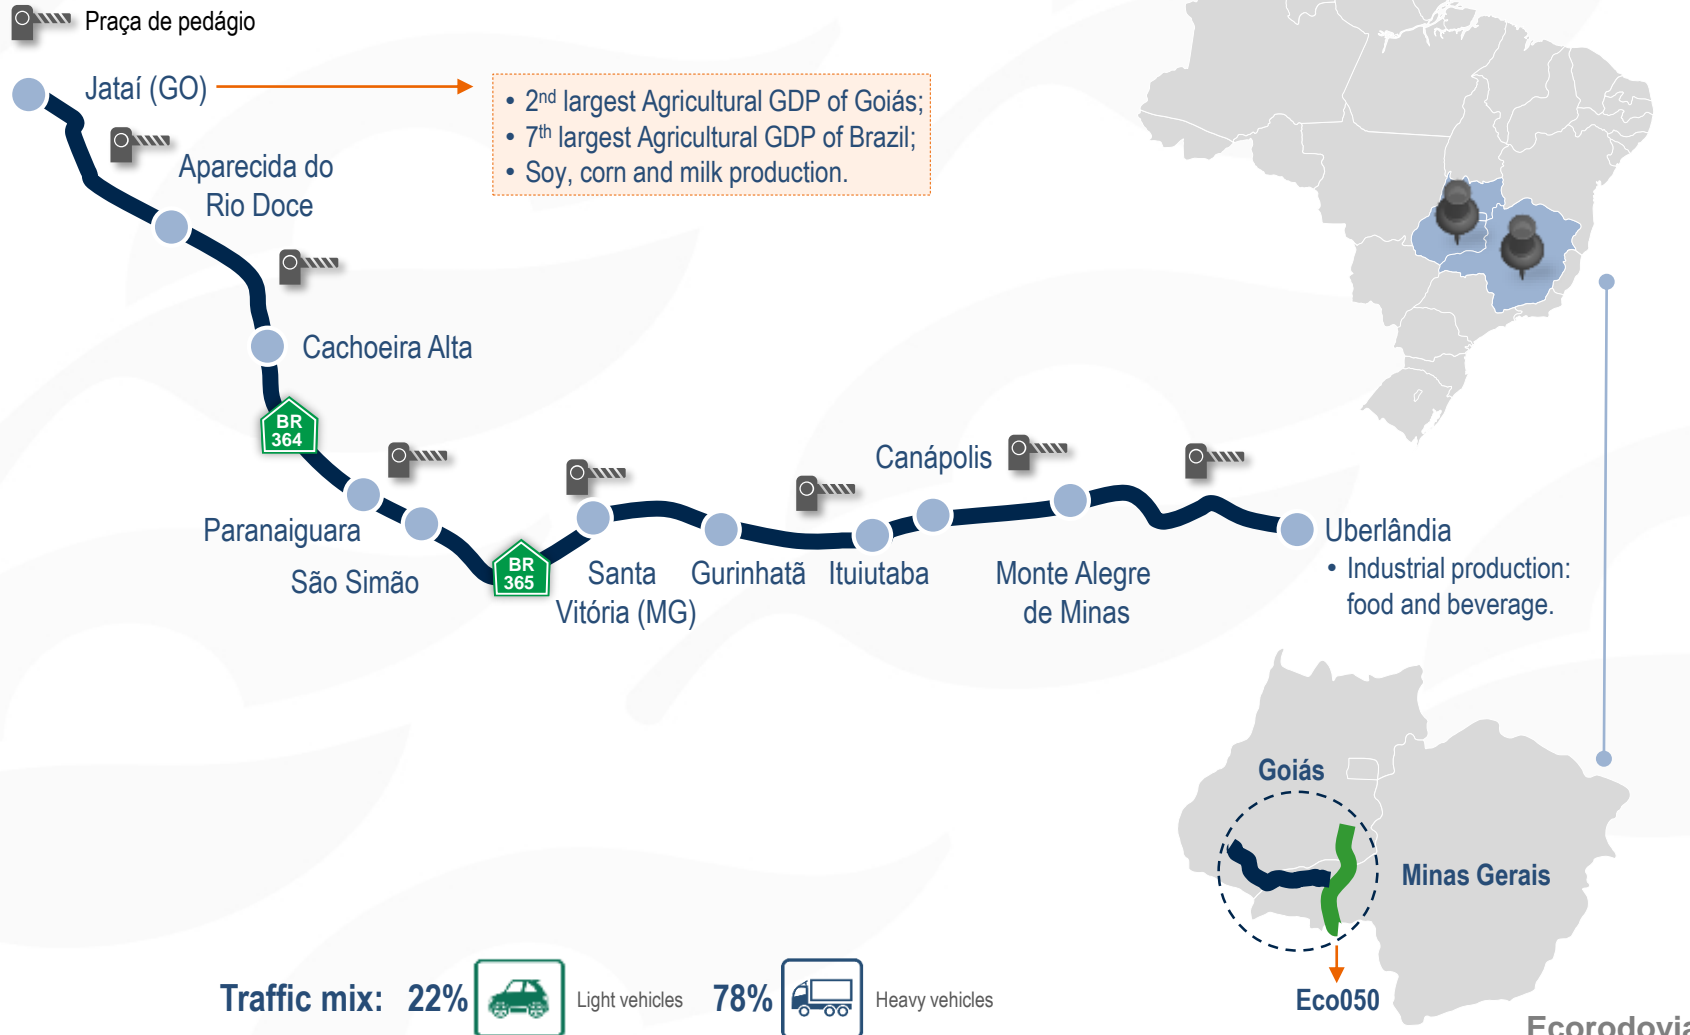 Praça de pedágio
Jataí (GO)
• 2nd largest Agricultural GDP of Goiás;
• 7th largest Agricultural GDP of Brazil;
• Soy, corn and milk production.
Aparecida do
Rio Doce
Cachoeira Alta
BR
364
Paranaiguara
São Simão
BR
365
Santa
Vitória (MG)
Gurinhatã
Ituiutaba
Canápolis
Monte Alegre
de Minas
Uberlândia
• Industrial production:
food and beverage.
Goiás
Minas Gerais
Eco050
Traffic mix: 22% Light vehicles 78% Heavy vehicles
Ecorodovia